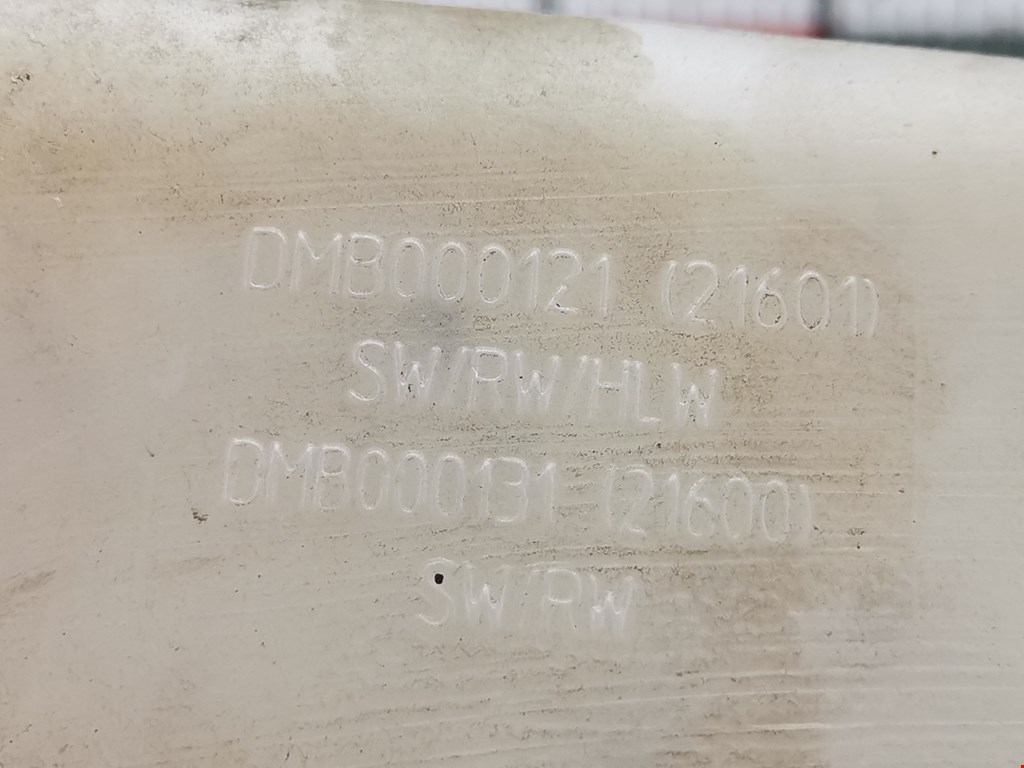 DMB000121 (21601)
SW/RW/HLW
DMB000131 (21600)
SW/RW